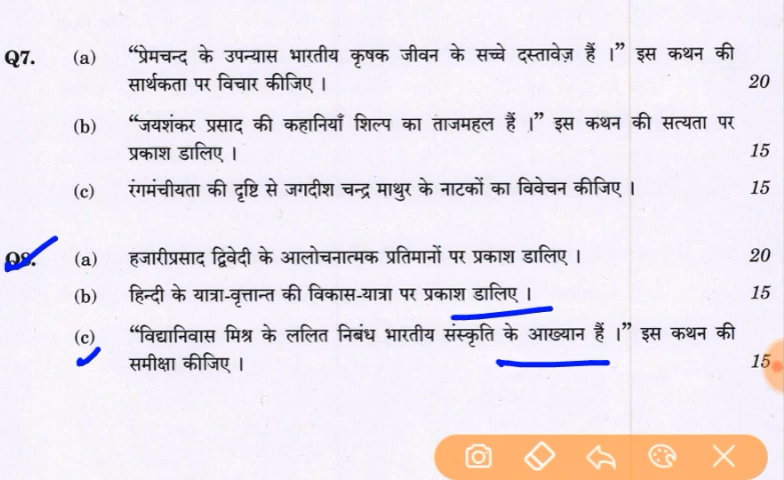 Q7. (a) “प्रेमचन्द के उपन्यास भारतीय कृषक जीवन के सच्चे दस्तावेज़ हैं ।” इस कथन की
सार्थकता पर विचार कीजिए । 20
(b) “जयशंकर प्रसाद की कहानियाँ शिल्प का ताजमहल हैं ।” इस कथन की सत्यता पर
प्रकाश डालिए । 15
(c) रंगमंचीयता की दृष्टि से जगदीश चन्द्र माथुर के नाटकों का विवेचन कीजिए । 15
Q8. (a) हजारीप्रसाद द्विवेदी के आलोचनात्मक प्रतिमानों पर प्रकाश डालिए । 20
(b) हिन्दी के यात्रा-वृत्तान्त की विकास-यात्रा पर प्रकाश डालिए । 15
(c) “विद्यानिवास मिश्र के ललित निबंध भारतीय संस्कृति के आख्यान हैं ।” इस कथन की
समीक्षा कीजिए । 15